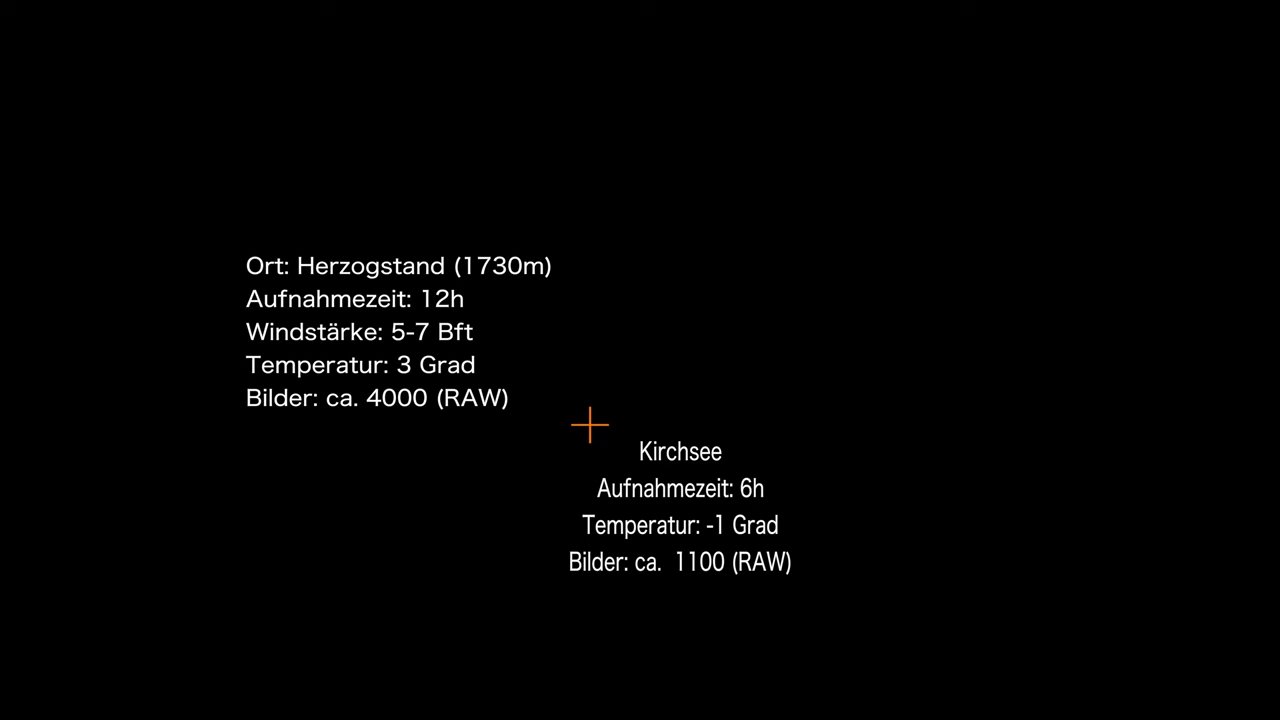 Ort: Herzogstand (1730m)
Aufnahmezeit: 12h
Windstärke: 5-7 Bft
Temperatur: 3 Grad
Bilder: ca. 4000 (RAW)
Kirchsee
Aufnahmezeit: 6h
Temperatur: -1 Grad
Bilder: ca.  1100 (RAW)